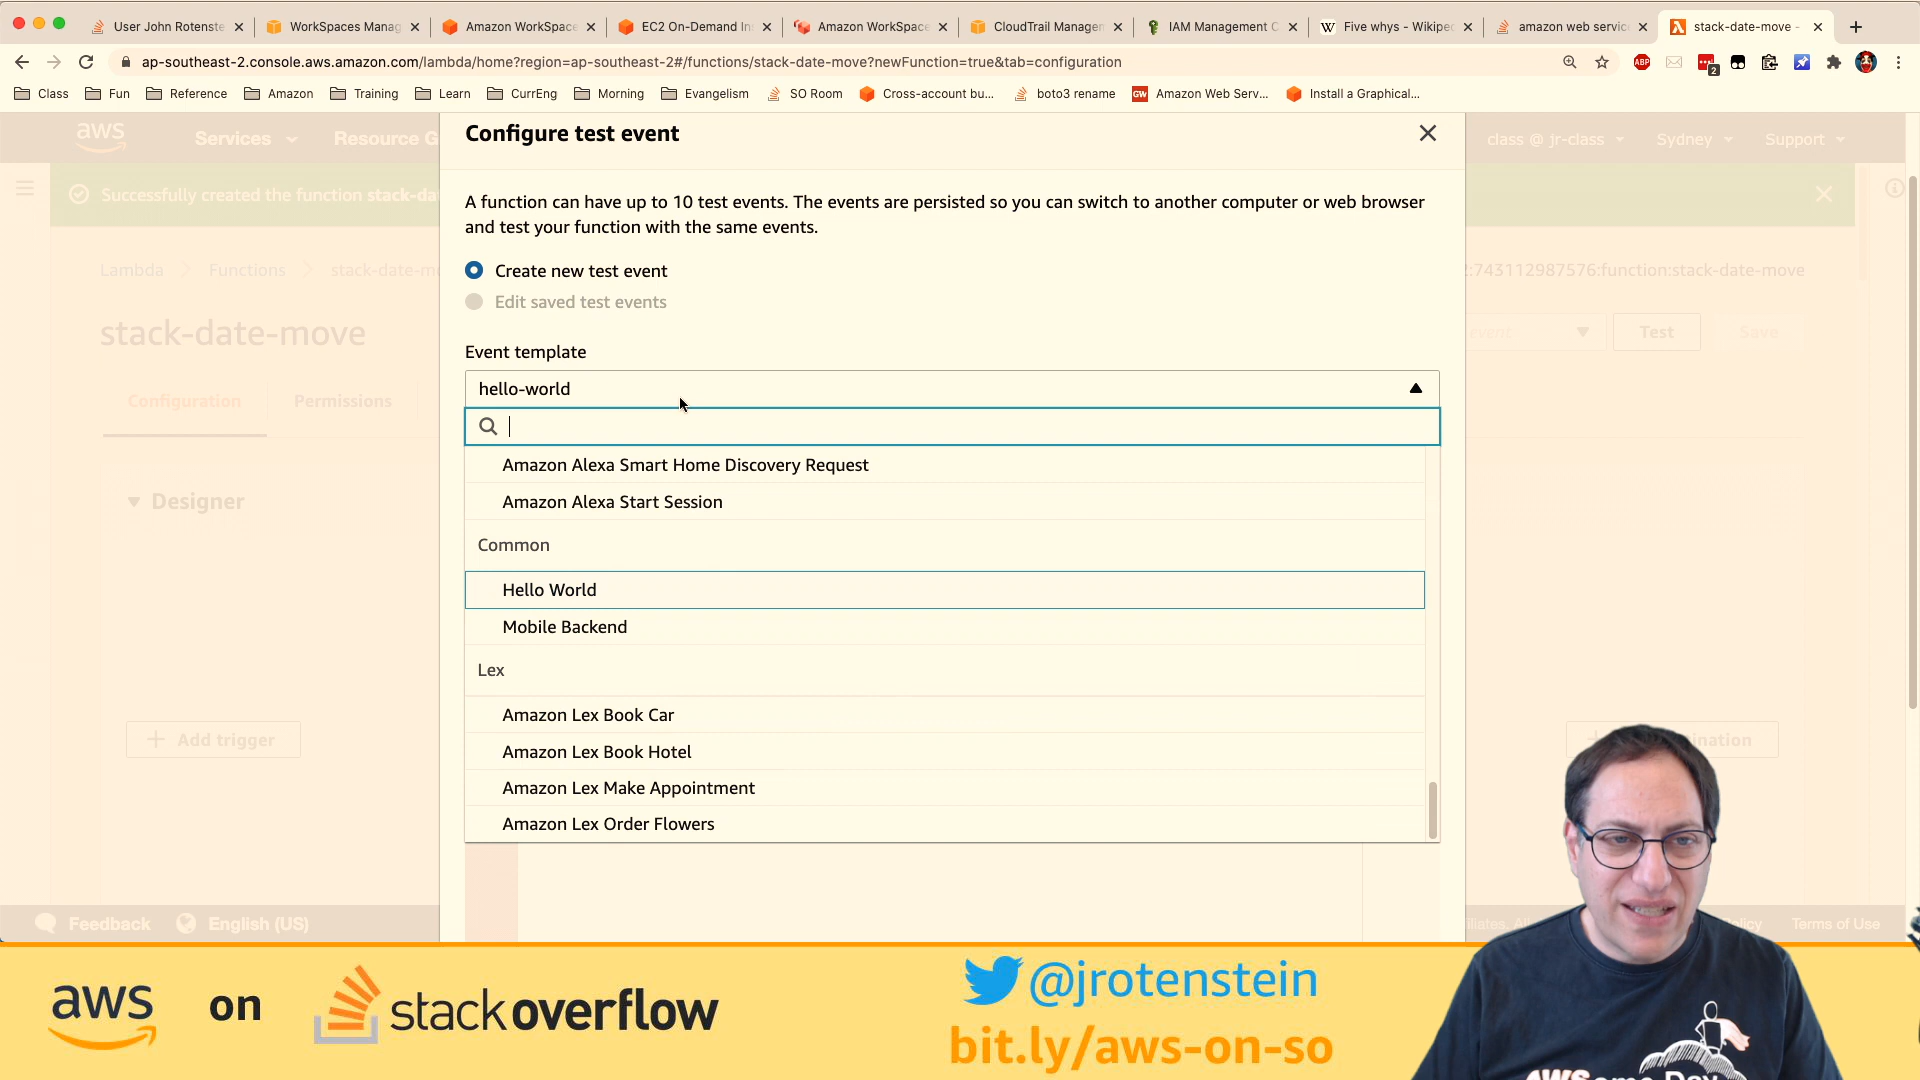 User John Rotenste
WorkSpaces Manag
Amazon WorkSpace
EC2 On-Demand In
Amazon WorkSpace
CloudTrail Managem
IAM Management C
Five whys - Wikiped
amazon web service
stack-date-move -
ap-southeast-2.console.aws.amazon.com/lambda/home?region=ap-southeast-2#/functions/stack-date-move?newFunction=true&tab=configuration
ABP
2
Class
Fun
Reference
Amazon
Training
Learn
CurrEng
Morning
Evangelism
SO Room
Cross-account bu...
boto3 rename
GW
Amazon Web Serv...
Install a Graphical...
aws
Services
Resource G
Configure test event
class @ jr-class
Sydney
Support
Successfully created the function stack-da
A function can have up to 10 test events. The events are persisted so you can switch to another computer or web browser
and test your function with the same events.
Lambda
Functions
stack-date-m
Create new test event
:743112987576:function:stack-date-move
Edit saved test events
stack-date-move
Test
Save
Event template
hello-world
Configuration
Permissions
Amazon Alexa Smart Home Discovery Request
Amazon Alexa Start Session
Designer
Common
Hello World
Mobile Backend
Lex
Amazon Lex Book Car
Amazon Lex Book Hotel
Amazon Lex Make Appointment
Amazon Lex Order Flowers
Add trigger
Feedback
English (US)
Terms of Use
aws
on
stackoverflow
@jrotenstein
bit.ly/aws-on-so